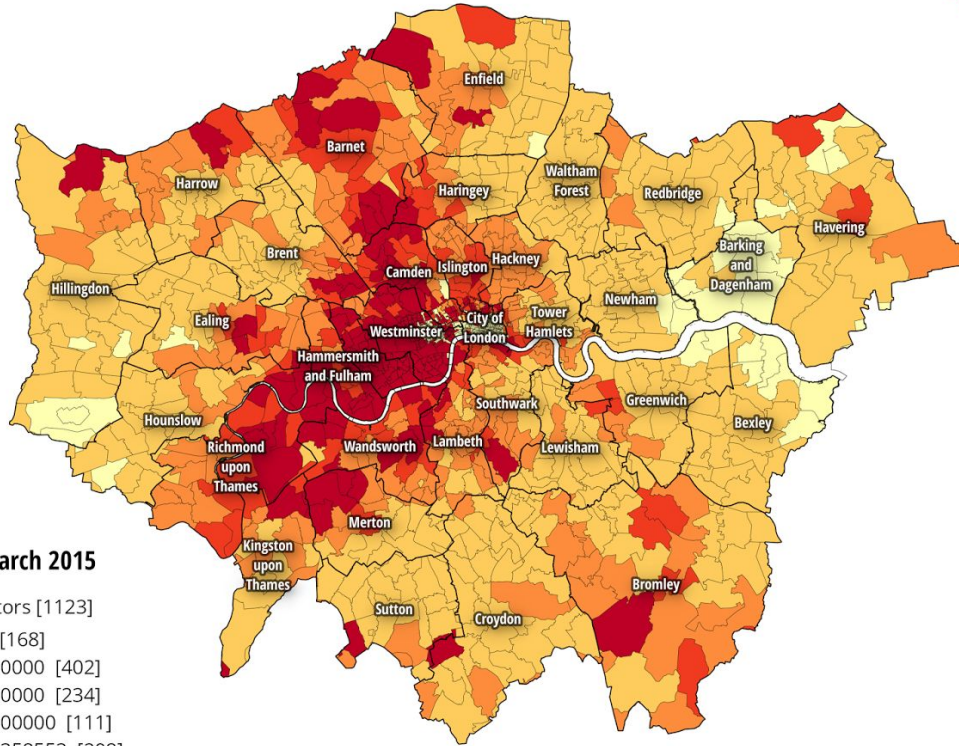 Enfield
Barnet
Harrow
Haringey
Waltham
Forest
Redbridge
Havering
Brent
Camden
Islington
Hackney
Barking
and
Dagenham
Hillingdon
Ealing
Westminster
City of
London
Tower
Hamlets
Newham
Hammersmith
and Fulham
Hounslow
Southwark
Greenwich
Bexley
Richmond
upon
Thames
Wandsworth
Lambeth
Lewisham
Merton
Kingston
upon
Thames
Sutton
Croydon
Bromley
arch 2015
tors [1123]
[168]
0000 [402]
0000 [234]
00000 [111]